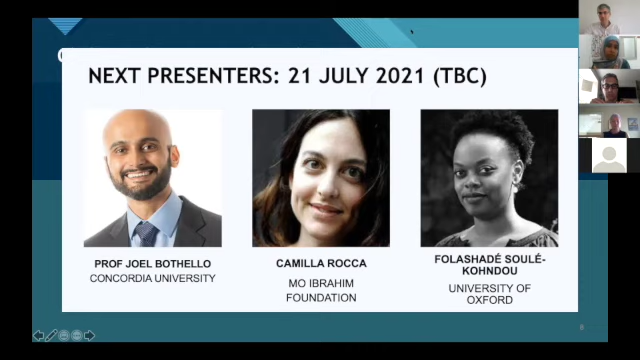 NEXT PRESENTERS: 21 JULY 2021 (TBC)
PROF JOEL BOTHELLO
CONCORDIA UNIVERSITY
CAMILLA ROCCA
MO IBRAHIM
FOUNDATION
FOLASHADÉ SOULÉ-
KOHNDOU
UNIVERSITY OF
OXFORD
8